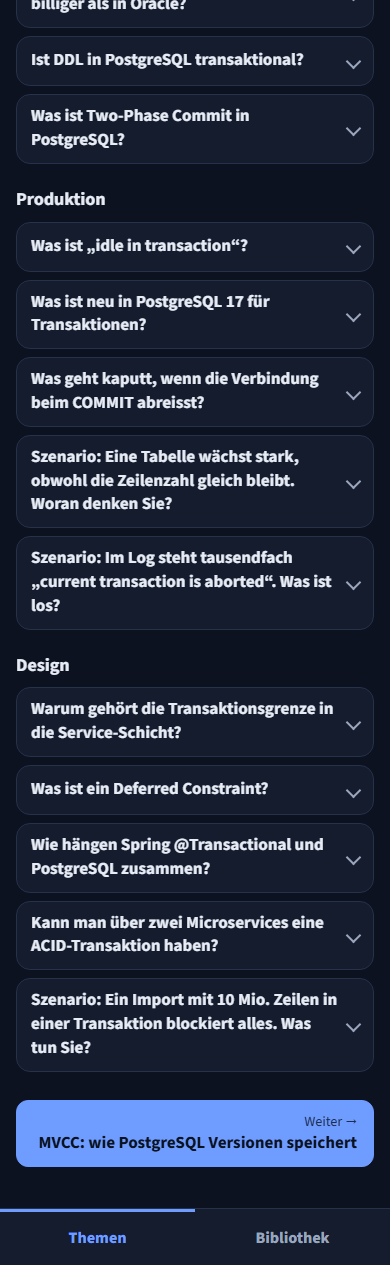 billiger als in Oracle?
Ist DDL in PostgreSQL transaktional?
Was ist Two-Phase Commit in
PostgreSQL?
Produktion
Was ist „idle in transaction“?
Was ist neu in PostgreSQL 17 für
Transaktionen?
Was geht kaputt, wenn die Verbindung
beim COMMIT abreisst?
Szenario: Eine Tabelle wächst stark,
obwohl die Zeilenzahl gleich bleibt.
Woran denken Sie?
Szenario: Im Log steht tausendfach
„current transaction is aborted“. Was ist
los?
Design
Warum gehört die Transaktionsgrenze in
die Service-Schicht?
Was ist ein Deferred Constraint?
Wie hängen Spring @Transactional und
PostgreSQL zusammen?
Kann man über zwei Microservices eine
ACID-Transaktion haben?
Szenario: Ein Import mit 10 Mio. Zeilen in
einer Transaktion blockiert alles. Was
tun Sie?
Weiter →
MVCC: wie PostgreSQL Versionen speichert
Themen
Bibliothek